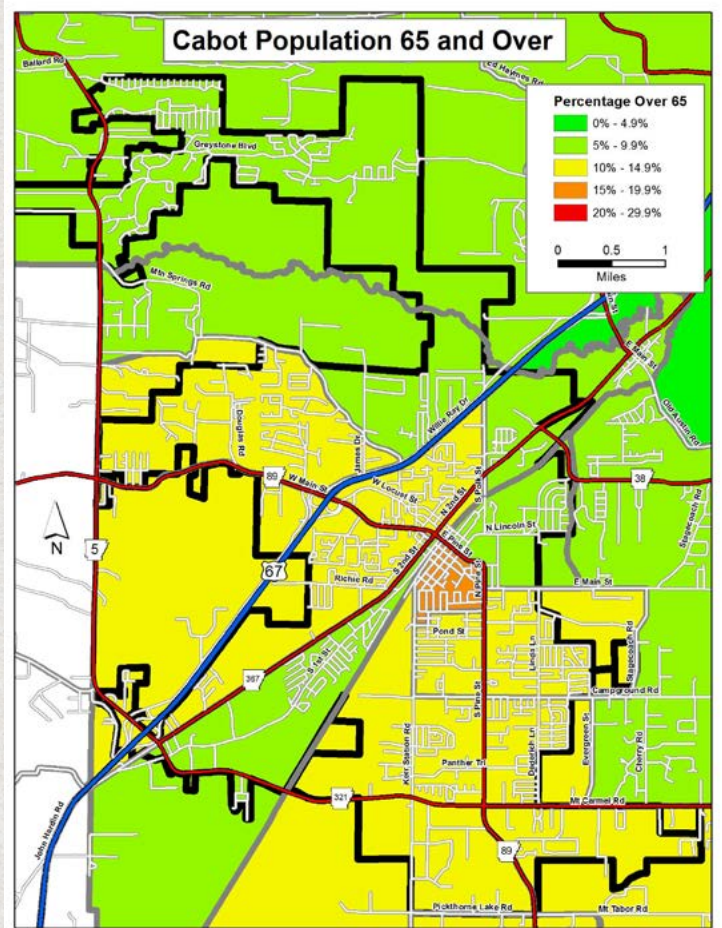 Cabot Population 65 and Over
Ballard Rd
Ed Haynes Rd
Percentage Over 65
0% - 4.9%
5% - 9.9%
10% - 14.9%
15% - 19.9%
20% - 29.9%
0 0.5 1
Miles
Greystone Blvd
Mtn Springs Rd
E Main St
Old Austin Rd
Willie Ray Dr
Douglas Rd
James Dr
89
W Main St
W Locust St
N 2nd St
S Polk St
38
Stagecoach Rd
N
5
67
N Lincoln St
E Pine St
S 2nd St
Richie Rd
N Pine St
E Main St
Pond St
Linda Ln
Stagecoach Rd
S 1st St
367
Campground Rd
S Pine St
Kerr Station Rd
Evergreen St
Cherry Rd
Panther Trl
Diederich Ln
321
Mt Carmel Rd
John Hardin Rd
89
Pickthorne Lake Rd
Mt Tabor Rd